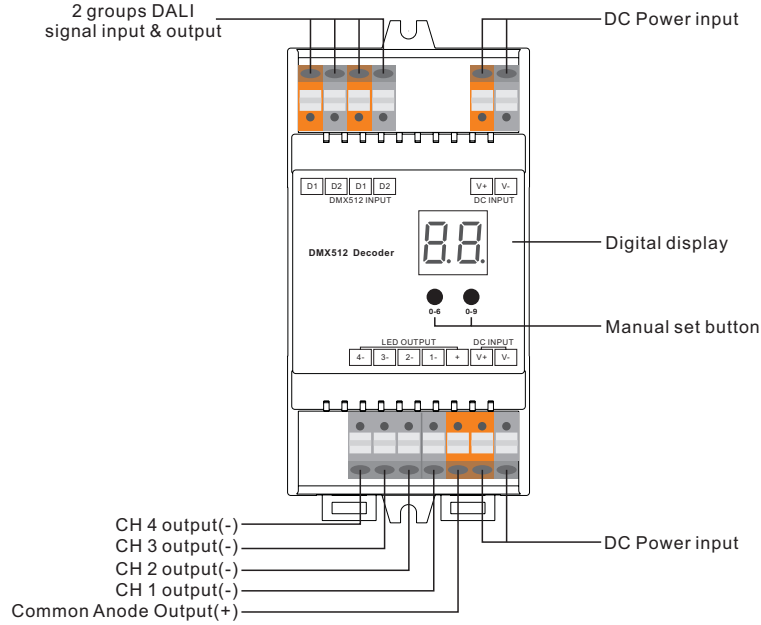 2 groups DALI
signal input & output
DC Power input
D1 D2 D1 D2
DMX512 INPUT
V+ V-
DC INPUT
DMX512 Decoder
8.8.
Digital display
0-6 0-9
Manual set button
LED OUTPUT
DC INPUT
4- 3- 2- 1- + V+ V-
CH 4 output(-)
CH 3 output(-)
CH 2 output(-)
CH 1 output(-)
Common Anode Output(+)
DC Power input